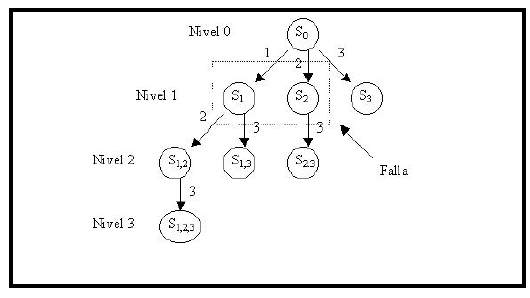 Nivel 0 S0
1 2 3
Nivel 1 S1 S2 S3
2 3 3
Nivel 2 S1,2 S1,3 S2,3
Falla
3
Nivel 3 S1,2,3